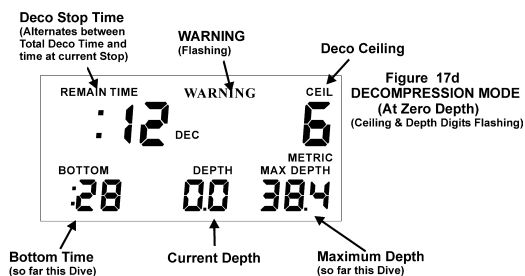 Deco Stop Time
(Alternates between
Total Deco Time and
time at current Stop)
WARNING
(Flashing)
Deco Ceiling
Figure 17d
DECOMPRESSION MODE
(At Zero Depth)
(Ceiling & Depth Digits Flashing)
REMAIN TIME
WARNING
CEIL
:12
DEC
6
METRIC
BOTTOM
DEPTH
MAX DEPTH
:28
0.0
38.4
Bottom Time
(so far this Dive)
Current Depth
Maximum Depth
(so far this Dive)